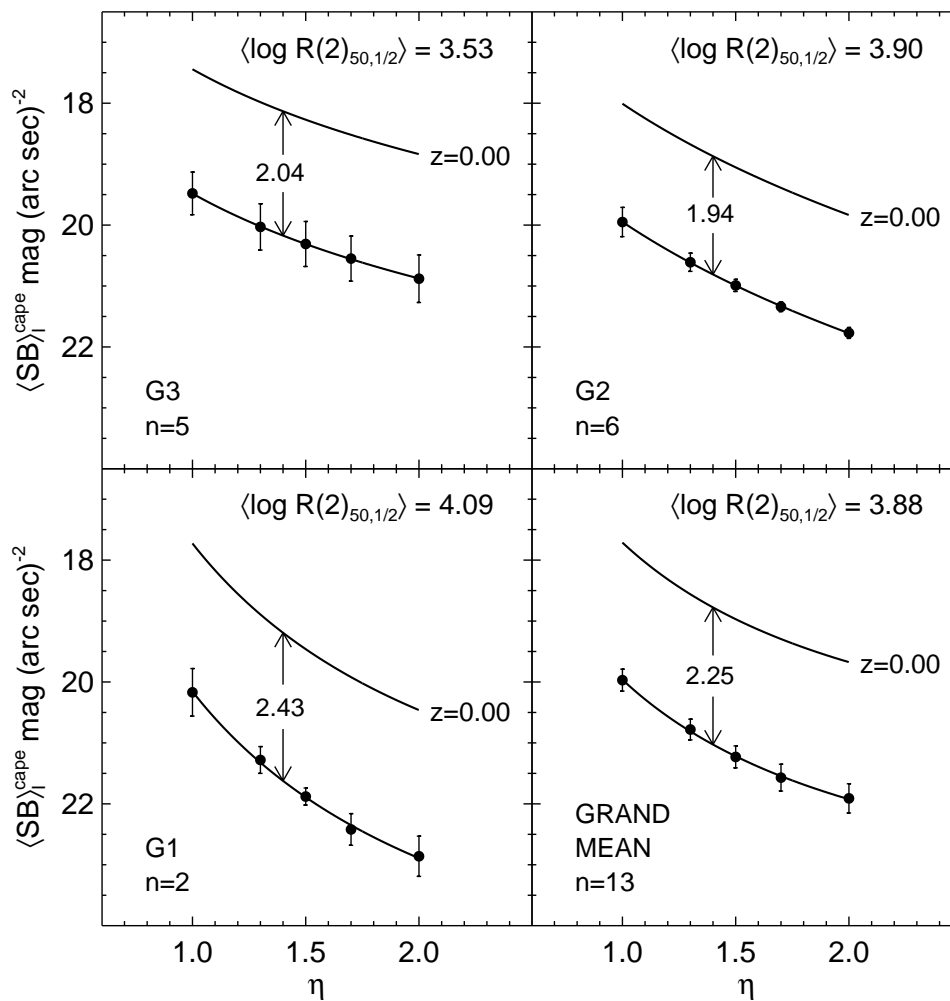 ⟨log R(2)50,1/2⟩ = 3.53
18
20
22
⟨SB⟩Icape mag (arc sec)-2
2.04
z=0.00
G3
n=5
⟨log R(2)50,1/2⟩ = 3.90
1.94
z=0.00
G2
n=6
⟨log R(2)50,1/2⟩ = 4.09
18
20
22
⟨SB⟩Icape mag (arc sec)-2
2.43
z=0.00
G1
n=2
1.0 1.5 2.0
η
⟨log R(2)50,1/2⟩ = 3.88
2.25
z=0.00
GRAND
MEAN
n=13
1.0 1.5 2.0
η